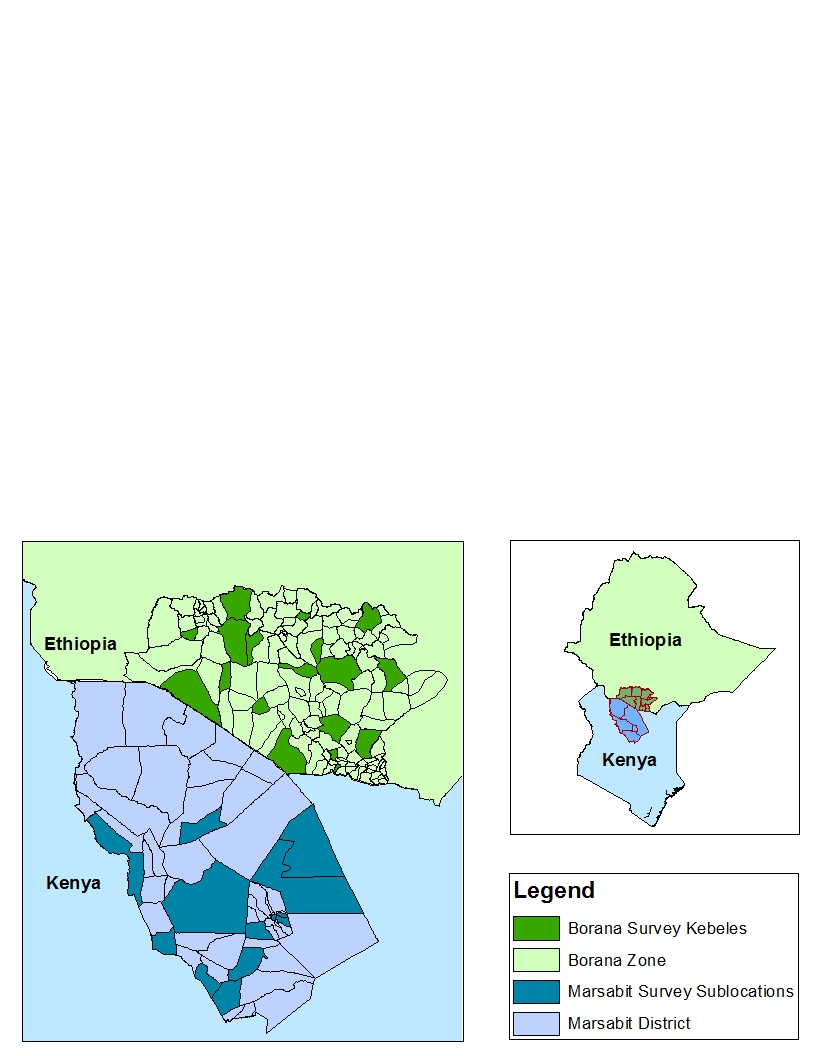 Ethiopia
Kenya
Ethiopia
Kenya
Legend
Borana Survey Kebeles
Borana Zone
Marsabit Survey Sublocations
Marsabit District